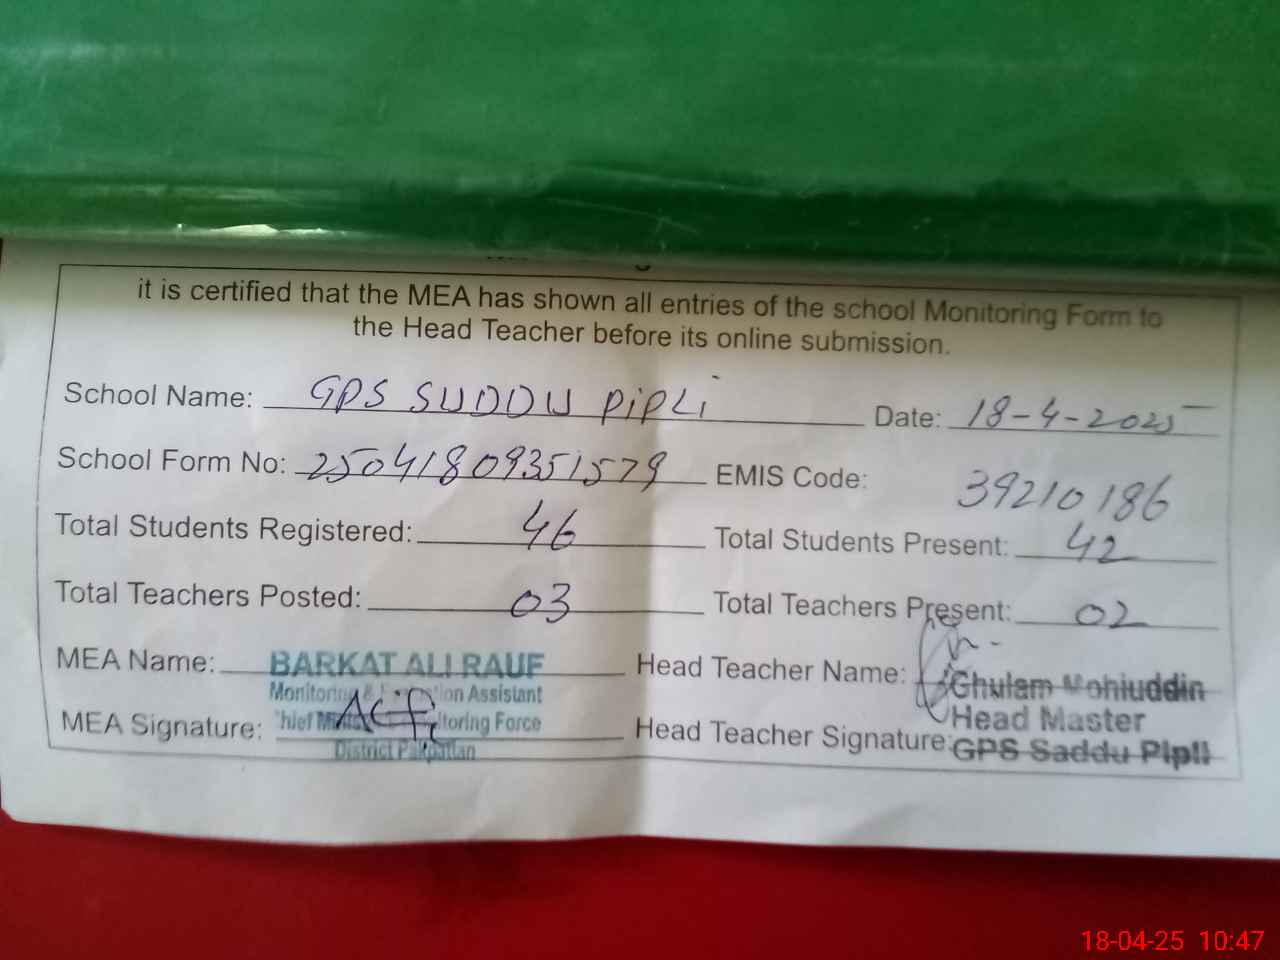 it is certified that the MEA has shown all entries of the school Monitoring Form to
the Head Teacher before its online submission.
School Name: GPS SUDDU PiPLi Date: 18-4-2025
School Form No: 25041809351579 EMIS Code: 39210186
Total Students Registered: 46 Total Students Present: 42
Total Teachers Posted: 03 Total Teachers Present: 02
MEA Name: BARKAT ALI RAUF Head Teacher Name: Ghulam Mohiuddin
Monitoring & Assistant
Head Master
MEA Signature: Monitoring Force Head Teacher Signature: GPS Saddu Pipli
District Pakpattan
18-04-25 10:47